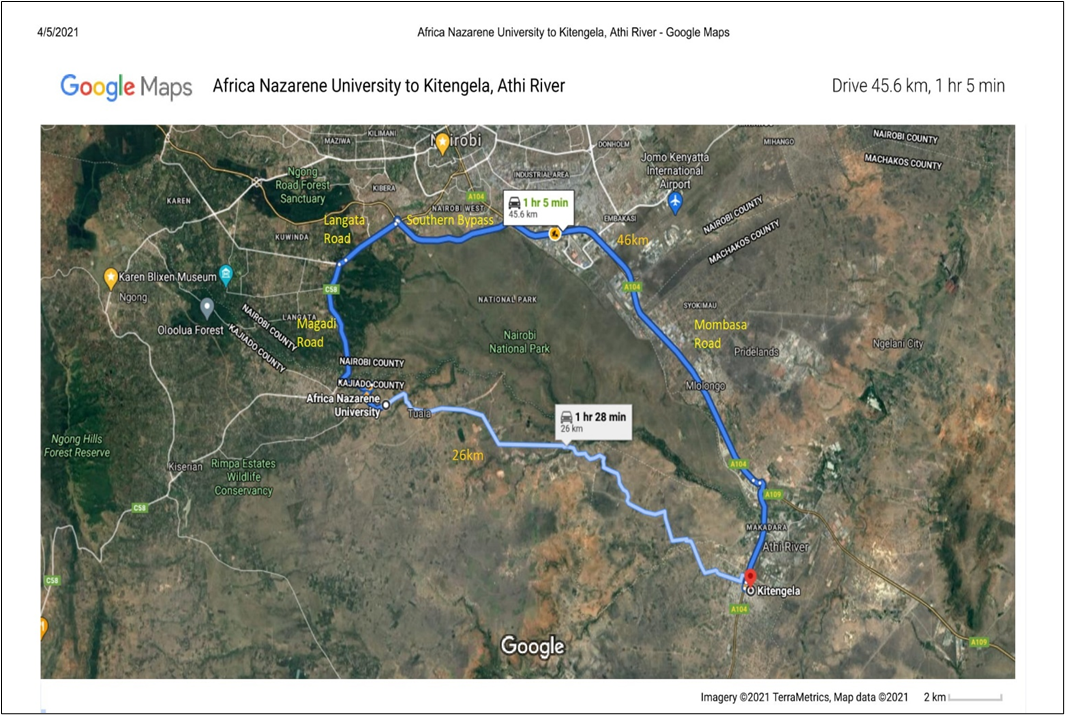 4/5/2021
Africa Nazarene University to Kitengela, Athi River - Google Maps
Google Maps
Africa Nazarene University to Kitengela, Athi River
Drive 45.6 km, 1 hr 5 min
MAZIWA
KILIMANI
Nairobi
DONHOLM
MIHANGO
NAIROBI COUNTY
MACHAKOS COUNTY
Ngong
Road Forest
Sanctuary
INDUSTRIAL AREA
Jomo Kenyatta
International
Airport
KAREN
KIBERA
A104
NAIROBI WEST
1 hr 5 min
45.6 km
EMBAKASI
NAIROBI COUNTY
MACHAKOS COUNTY
Langata
Road
Southern Bypass
KUWINDA
46km
Karen Blixen Museum
Ngong
C58
A104
NATIONAL PARK
SYOKIMAU
Oloolua Forest
NAIROBI COUNTY
KAJIADO COUNTY
LANGATA
Magadi
Road
Nairobi
National Park
Mombasa
Road
Pridelands
Ngelani City
NAIROBI COUNTY
KAJIADO COUNTY
Mlolongo
Africa Nazarene
University
Tuala
1 hr 28 min
26 km
Ngong Hills
Forest Reserve
26km
Kiserian
Rimpa Estates
Wildlife
Conservancy
A104
A109
C58
MAKADARA
Athi River
C58
Kitengela
A104
A109
Google
Imagery ©2021 TerraMetrics, Map data ©2021
2 km